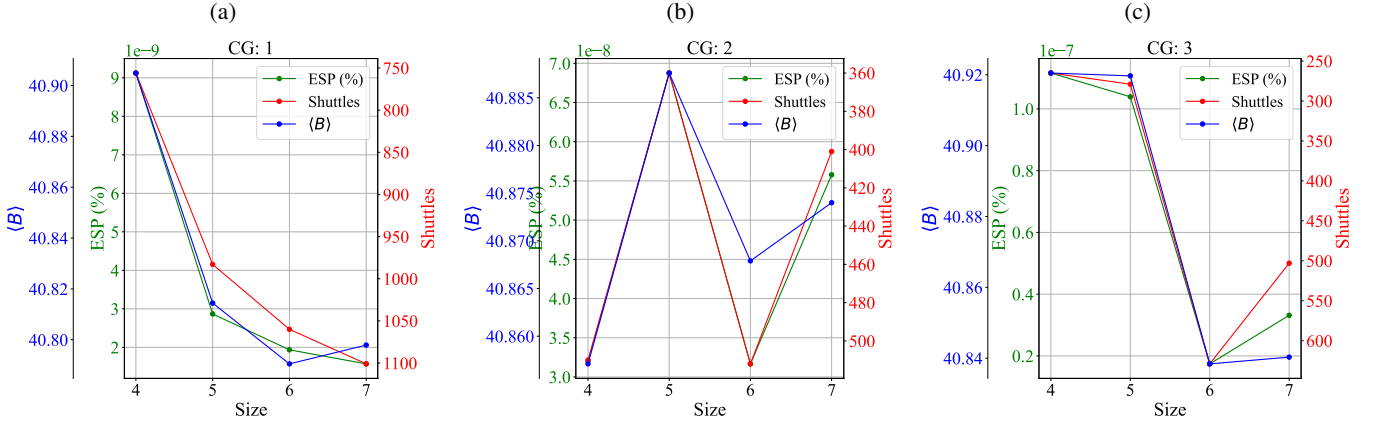 (a)
(b)
(c)
1e−9
CG: 1
ESP (%)
Shuttles
⟨B⟩
40.90
40.88
40.86
40.84
40.82
40.80
⟨B⟩
9
8
7
6
5
4
3
2
ESP (%)
750
800
850
900
950
1000
1050
1100
Shuttles
4 5 6 7
Size
1e−8
CG: 2
ESP (%)
Shuttles
⟨B⟩
40.885
40.880
40.875
40.870
40.865
40.860
⟨B⟩
7.0
6.5
6.0
5.5
5.0
4.5
4.0
3.5
3.0
ESP (%)
360
380
400
420
440
460
480
500
Shuttles
4 5 6 7
Size
1e−7
CG: 3
ESP (%)
Shuttles
⟨B⟩
40.92
40.90
40.88
40.86
40.84
⟨B⟩
1.0
0.8
0.6
0.4
0.2
ESP (%)
250
300
350
400
450
500
550
600
Shuttles
4 5 6 7
Size